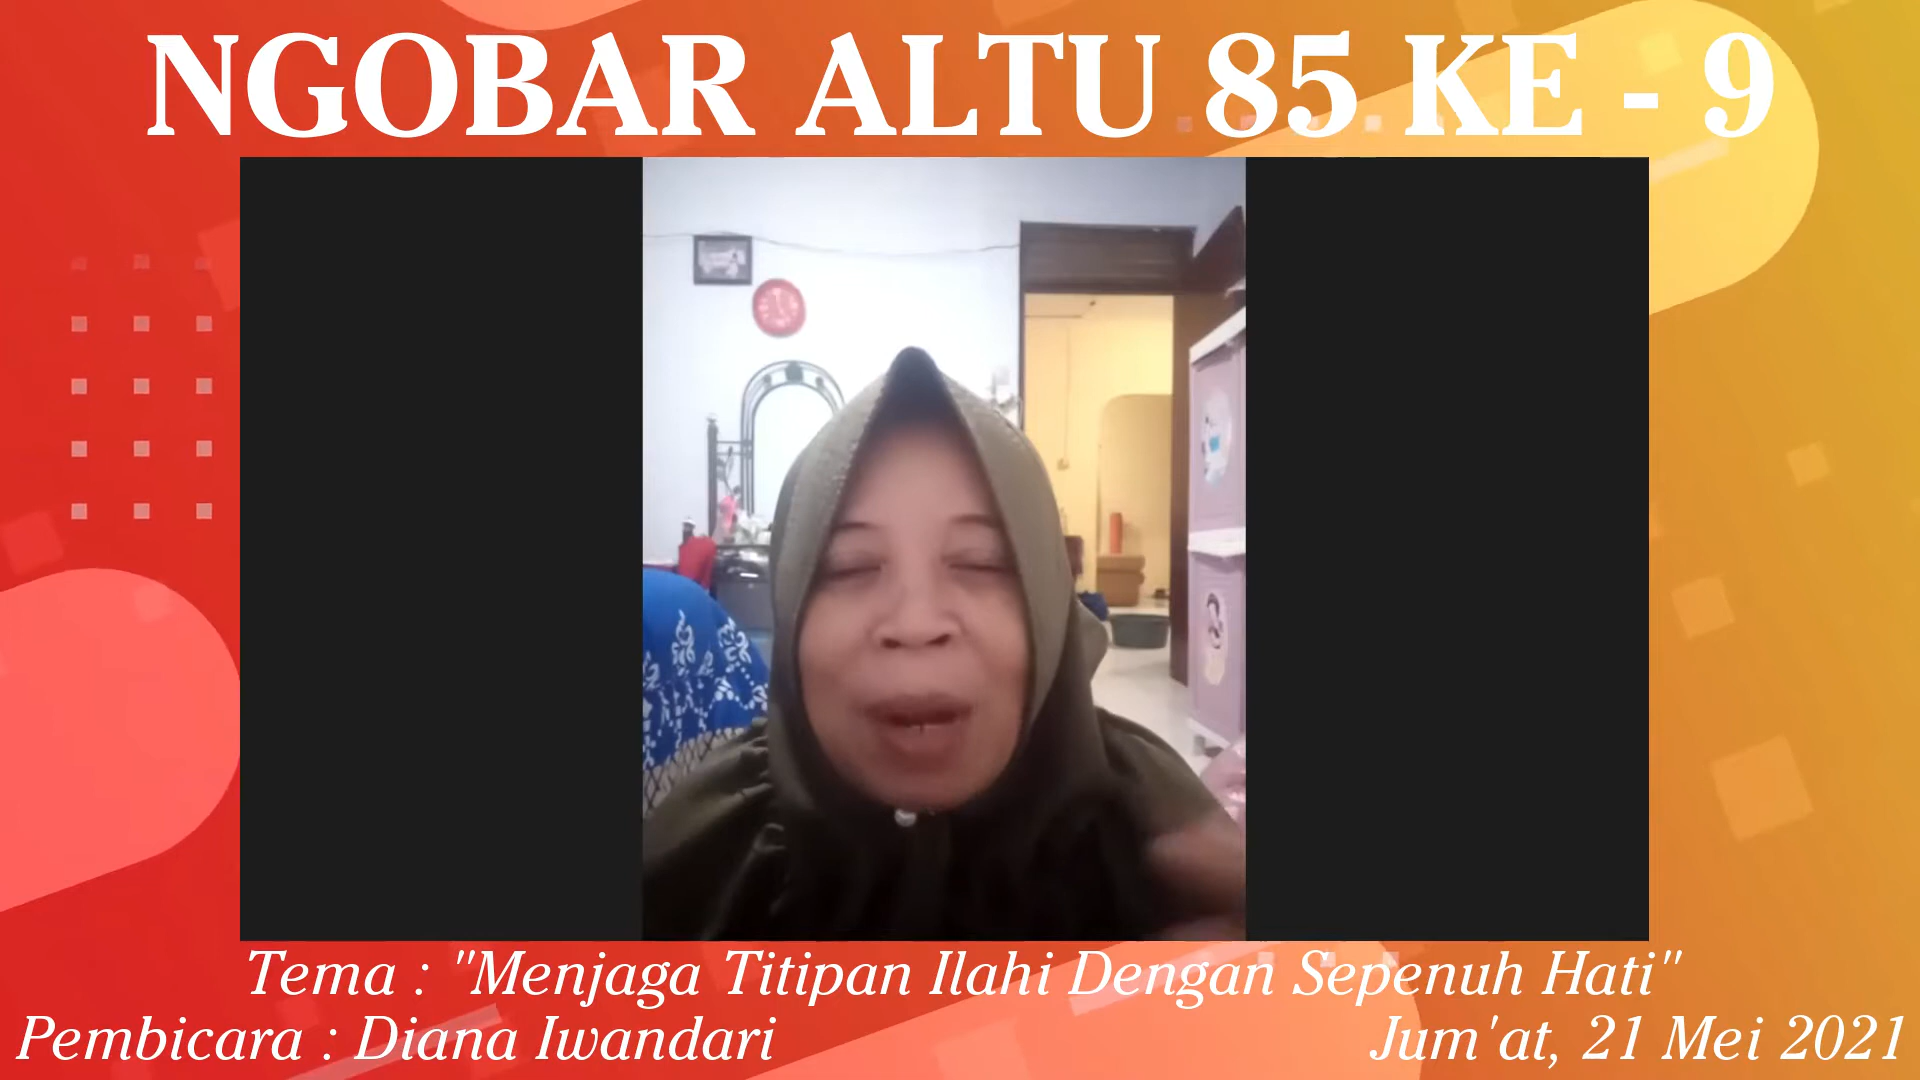 NGOBAR ALTU 85 KE - 9
Tema : "Menjaga Titipan Ilahi Dengan Sepenuh Hati"
Pembicara : Diana Iwandari
Jum'at, 21 Mei 2021